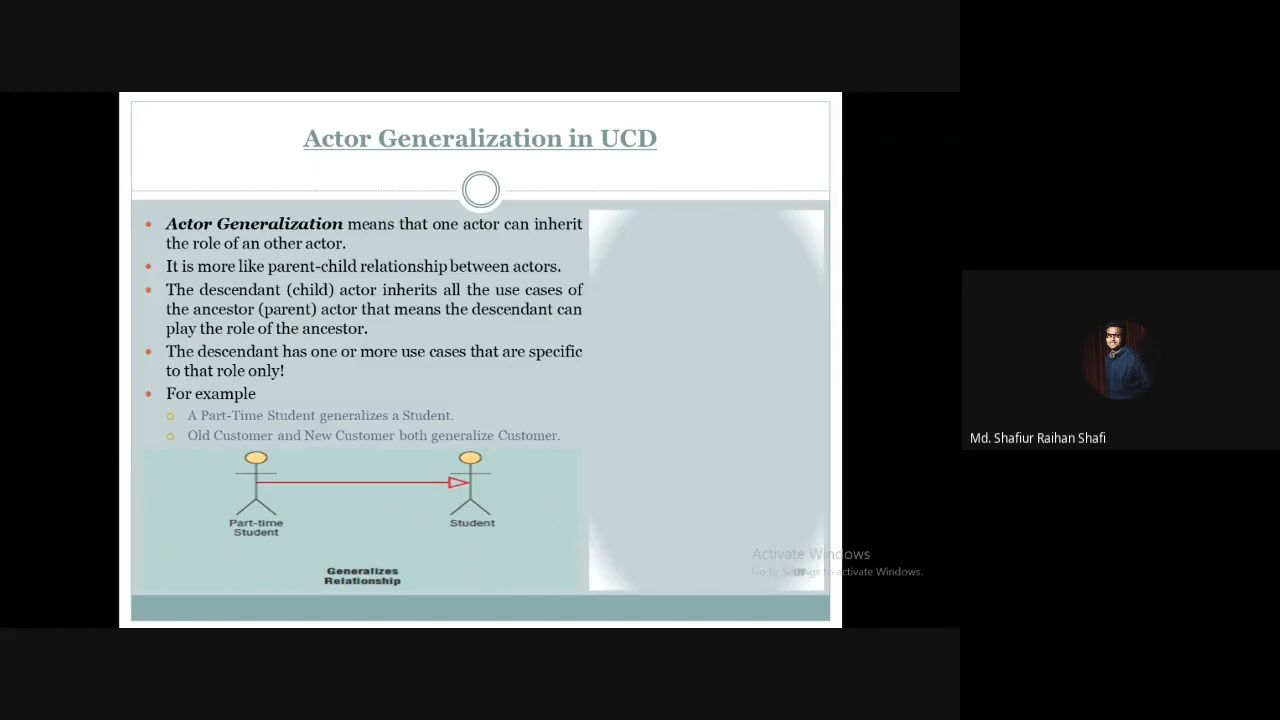 Actor Generalization in UCD
Actor Generalization means that one actor can inherit
the role of an other actor.
It is more like parent-child relationship between actors.
The descendant (child) actor inherits all the use cases of
the ancestor (parent) actor that means the descendant can
play the role of the ancestor.
The descendant has one or more use cases that are specific
to that role only!
For example
A Part-Time Student generalizes a Student.
Old Customer and New Customer both generalize Customer.
Part-time
Student
Student
Generalizes
Relationship
Activate Windows
Go to Settings to activate Windows.
Md. Shafiur Raihan Shafi